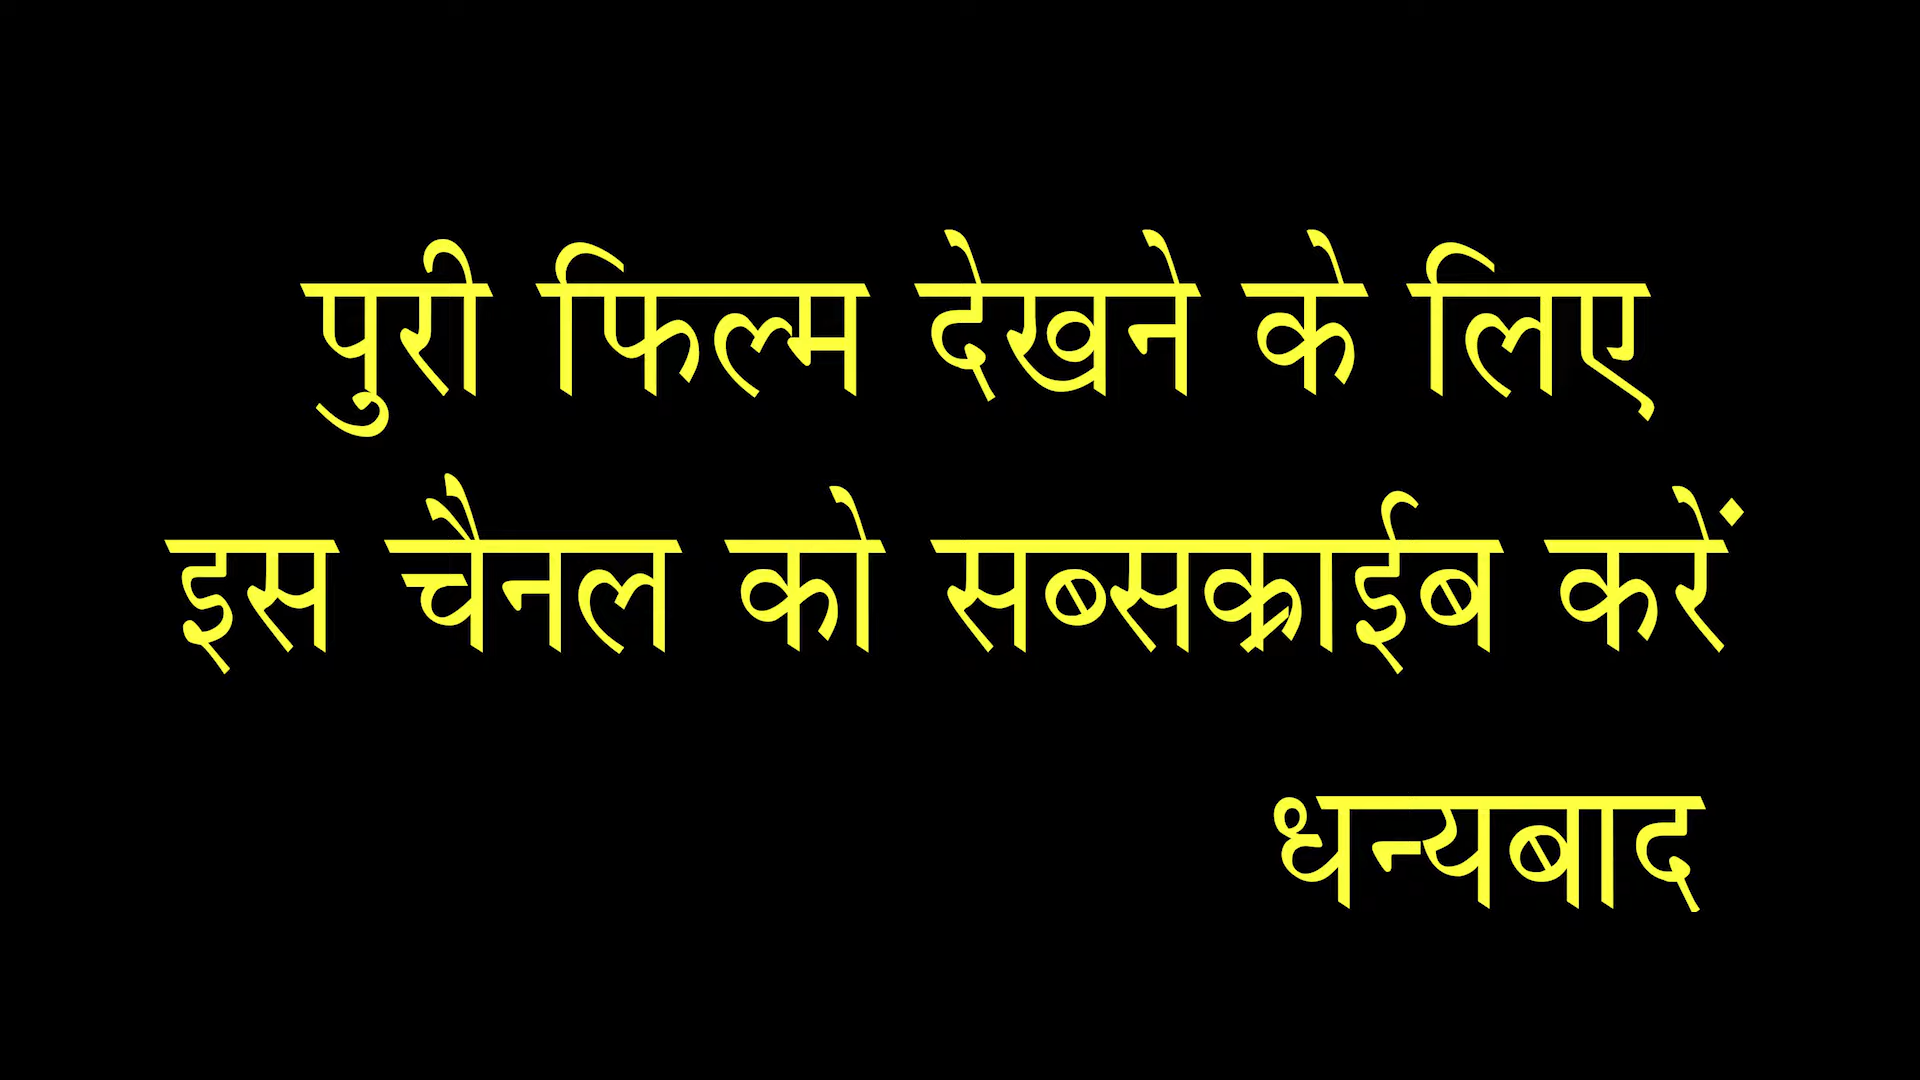 पुरी फिल्म देखने के लिए
इस चैनल को सब्सक्राईब करें
धन्यबाद